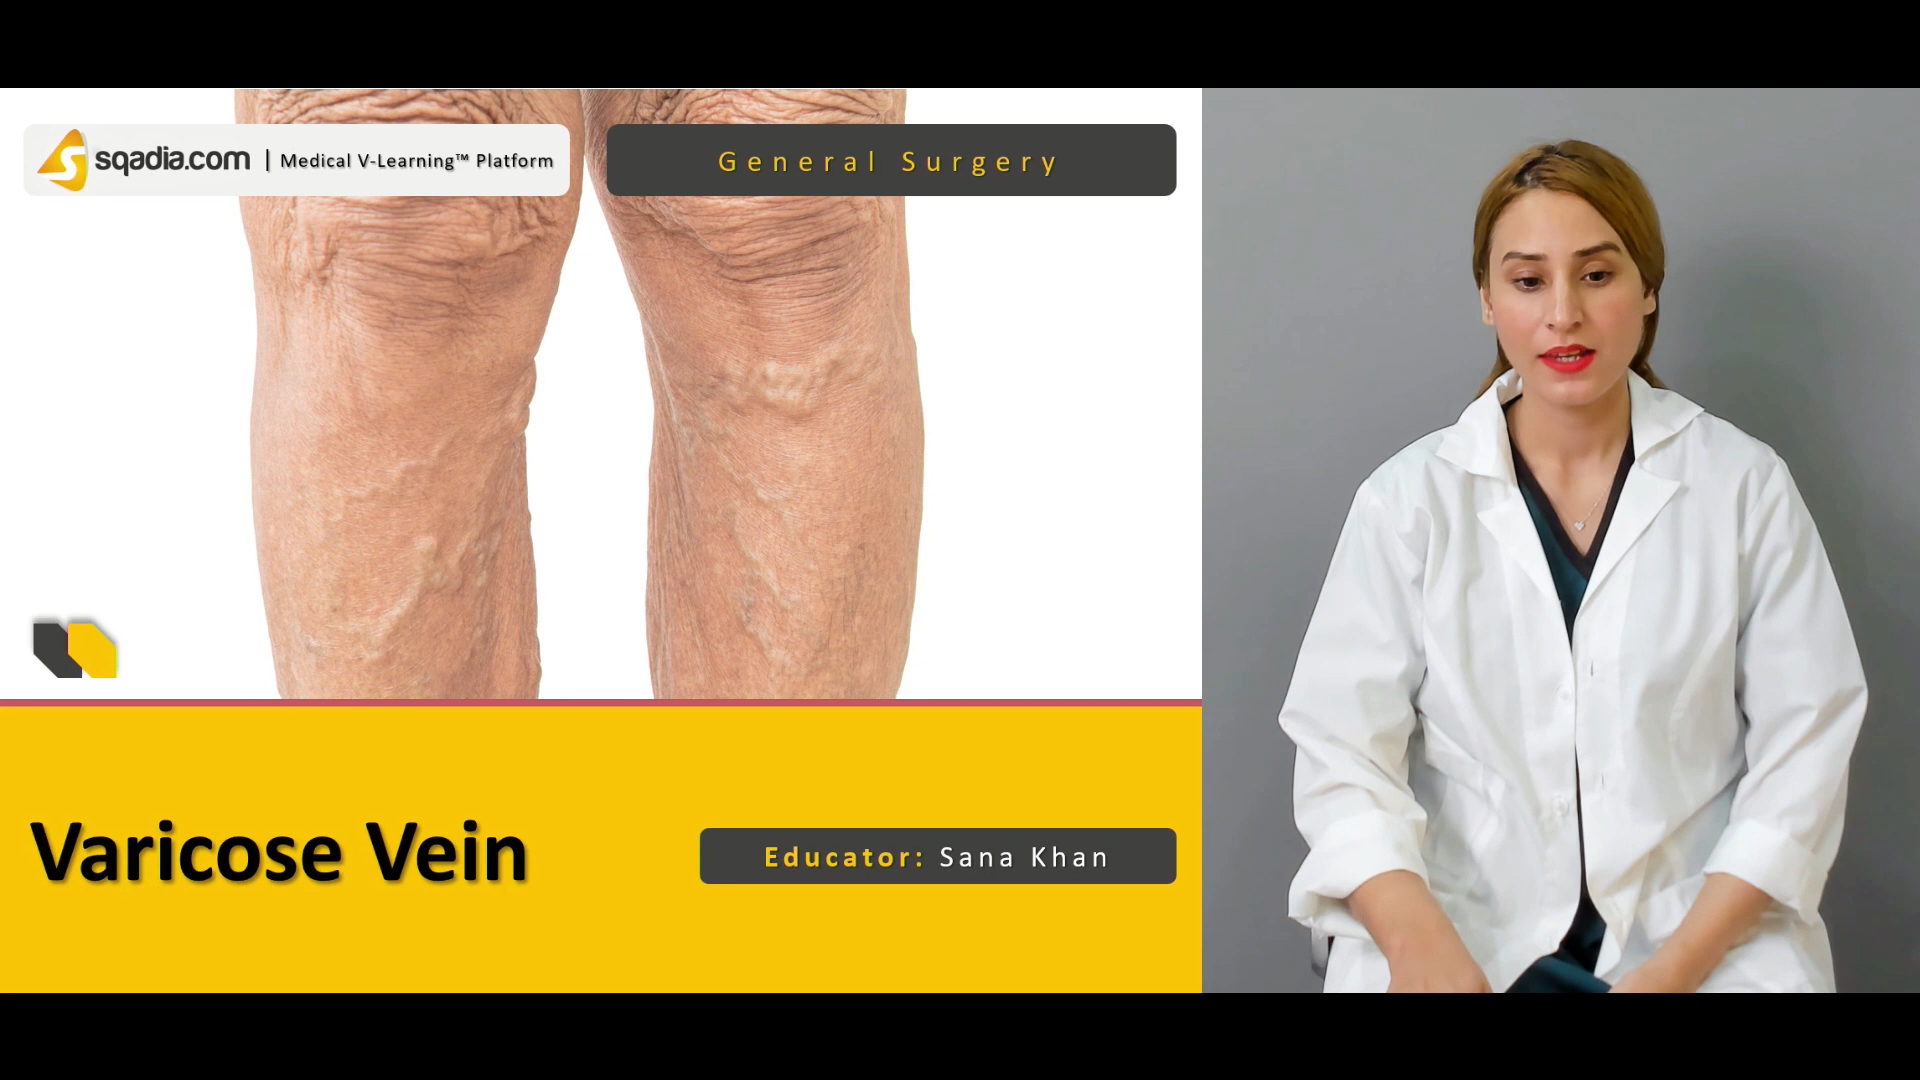 sqadia.com | Medical V-Learning™ Platform
General Surgery
Varicose Vein
Educator: Sana Khan